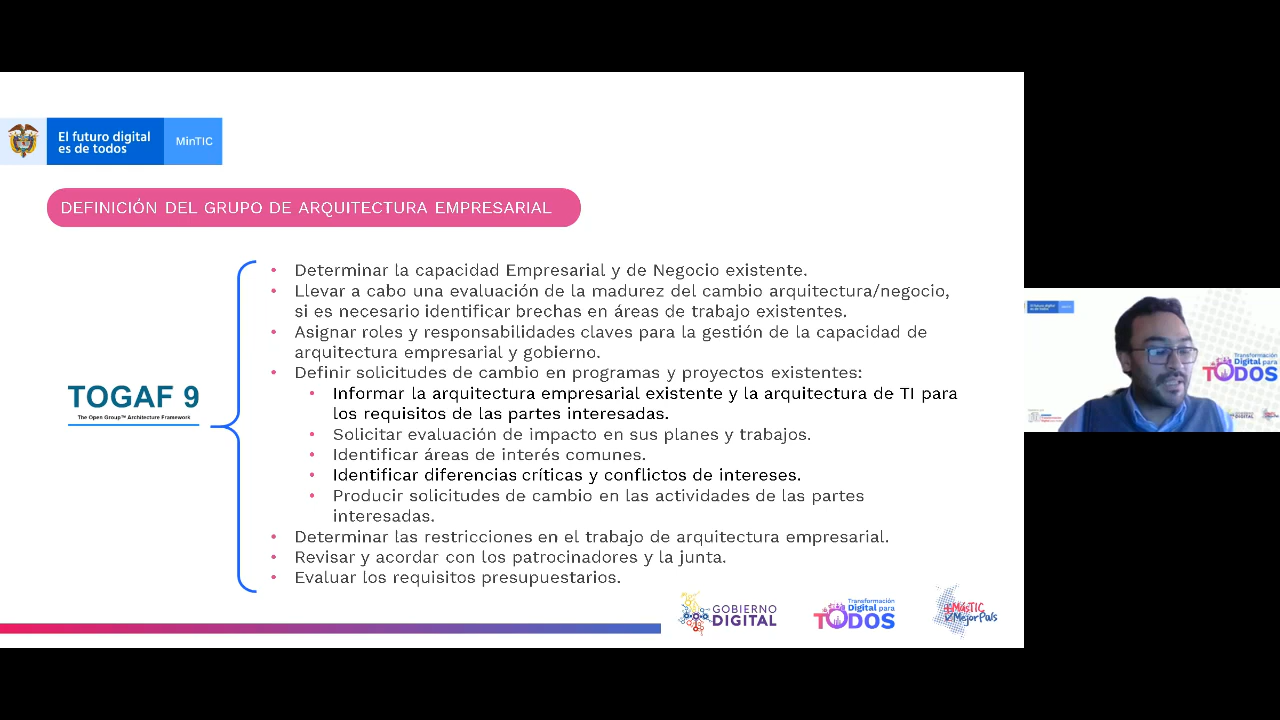 El futuro digital
es de todos
MinTIC
DEFINICIÓN DEL GRUPO DE ARQUITECTURA EMPRESARIAL
TOGAF 9
The Open Group™ Architecture Framework
• Determinar la capacidad Empresarial y de Negocio existente.
• Llevar a cabo una evaluación de la madurez del cambio arquitectura/negocio,
si es necesario identificar brechas en áreas de trabajo existentes.
• Asignar roles y responsabilidades claves para la gestión de la capacidad de
arquitectura empresarial y gobierno.
• Definir solicitudes de cambio en programas y proyectos existentes:
• Informar la arquitectura empresarial existente y la arquitectura de TI para
los requisitos de las partes interesadas.
• Solicitar evaluación de impacto en sus planes y trabajos.
• Identificar áreas de interés comunes.
• Identificar diferencias críticas y conflictos de intereses.
• Producir solicitudes de cambio en las actividades de las partes
interesadas.
• Determinar las restricciones en el trabajo de arquitectura empresarial.
• Revisar y acordar con los patrocinadores y la junta.
• Evaluar los requisitos presupuestarios.
GOBIERNO
DIGITAL
Transformación
Digital para
TODOS
+MásTIC
MejorPaís
Transformación
Digital para
TODOS